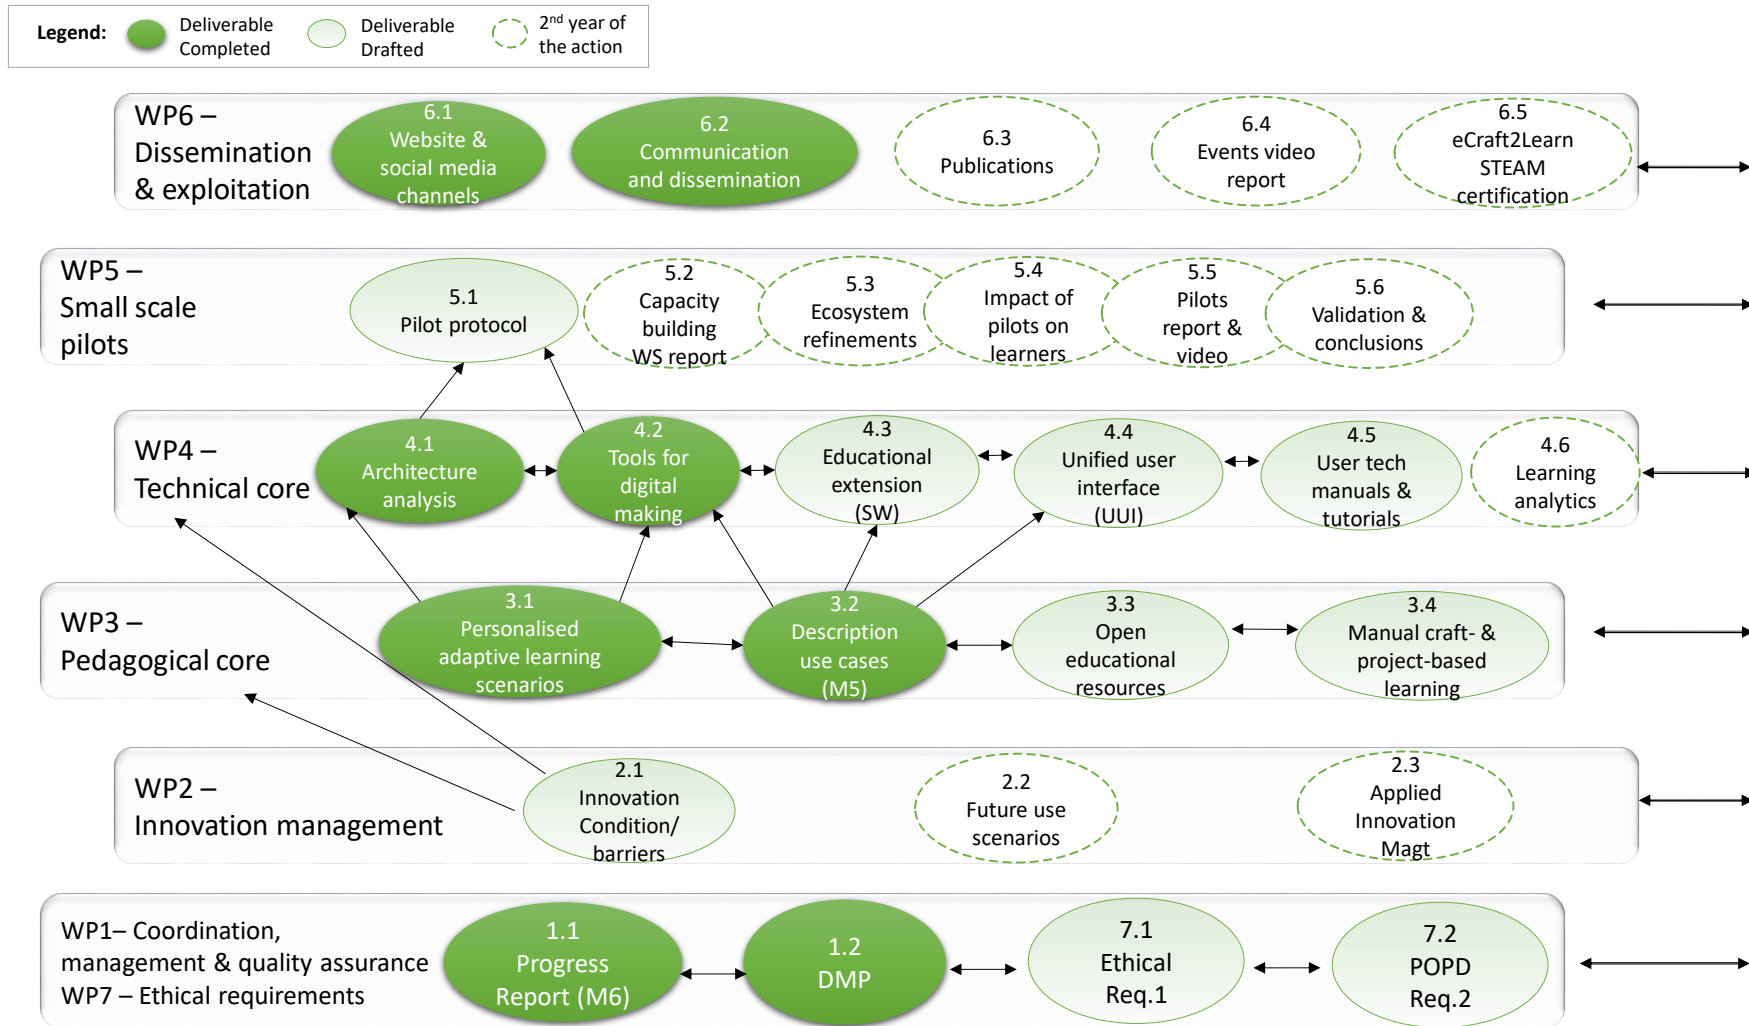 Legend:
Deliverable
Completed
Deliverable
Drafted
2nd year of
the action
WP6 –
Dissemination
& exploitation
6.1
Website &
social media
channels
6.2
Communication
and dissemination
6.3
Publications
6.4
Events video
report
6.5
eCraft2Learn
STEAM
certification
WP5 –
Small scale
pilots
5.1
Pilot protocol
5.2
Capacity
building
WS report
5.3
Ecosystem
refinements
5.4
Impact of
pilots on
learners
5.5
Pilots
report &
video
5.6
Validation &
conclusions
WP4 –
Technical core
4.1
Architecture
analysis
4.2
Tools for
digital
making
4.3
Educational
extension
(SW)
4.4
Unified user
interface
(UUI)
4.5
User tech
manuals &
tutorials
4.6
Learning
analytics
WP3 –
Pedagogical core
3.1
Personalised
adaptive learning
scenarios
3.2
Description
use cases
(M5)
3.3
Open
educational
resources
3.4
Manual craft- &
project-based
learning
WP2 –
Innovation management
2.1
Innovation
Condition/
barriers
2.2
Future use
scenarios
2.3
Applied
Innovation
Magt
WP1– Coordination,
management & quality assurance
WP7 – Ethical requirements
1.1
Progress
Report (M6)
1.2
DMP
7.1
Ethical
Req.1
7.2
POPD
Req.2